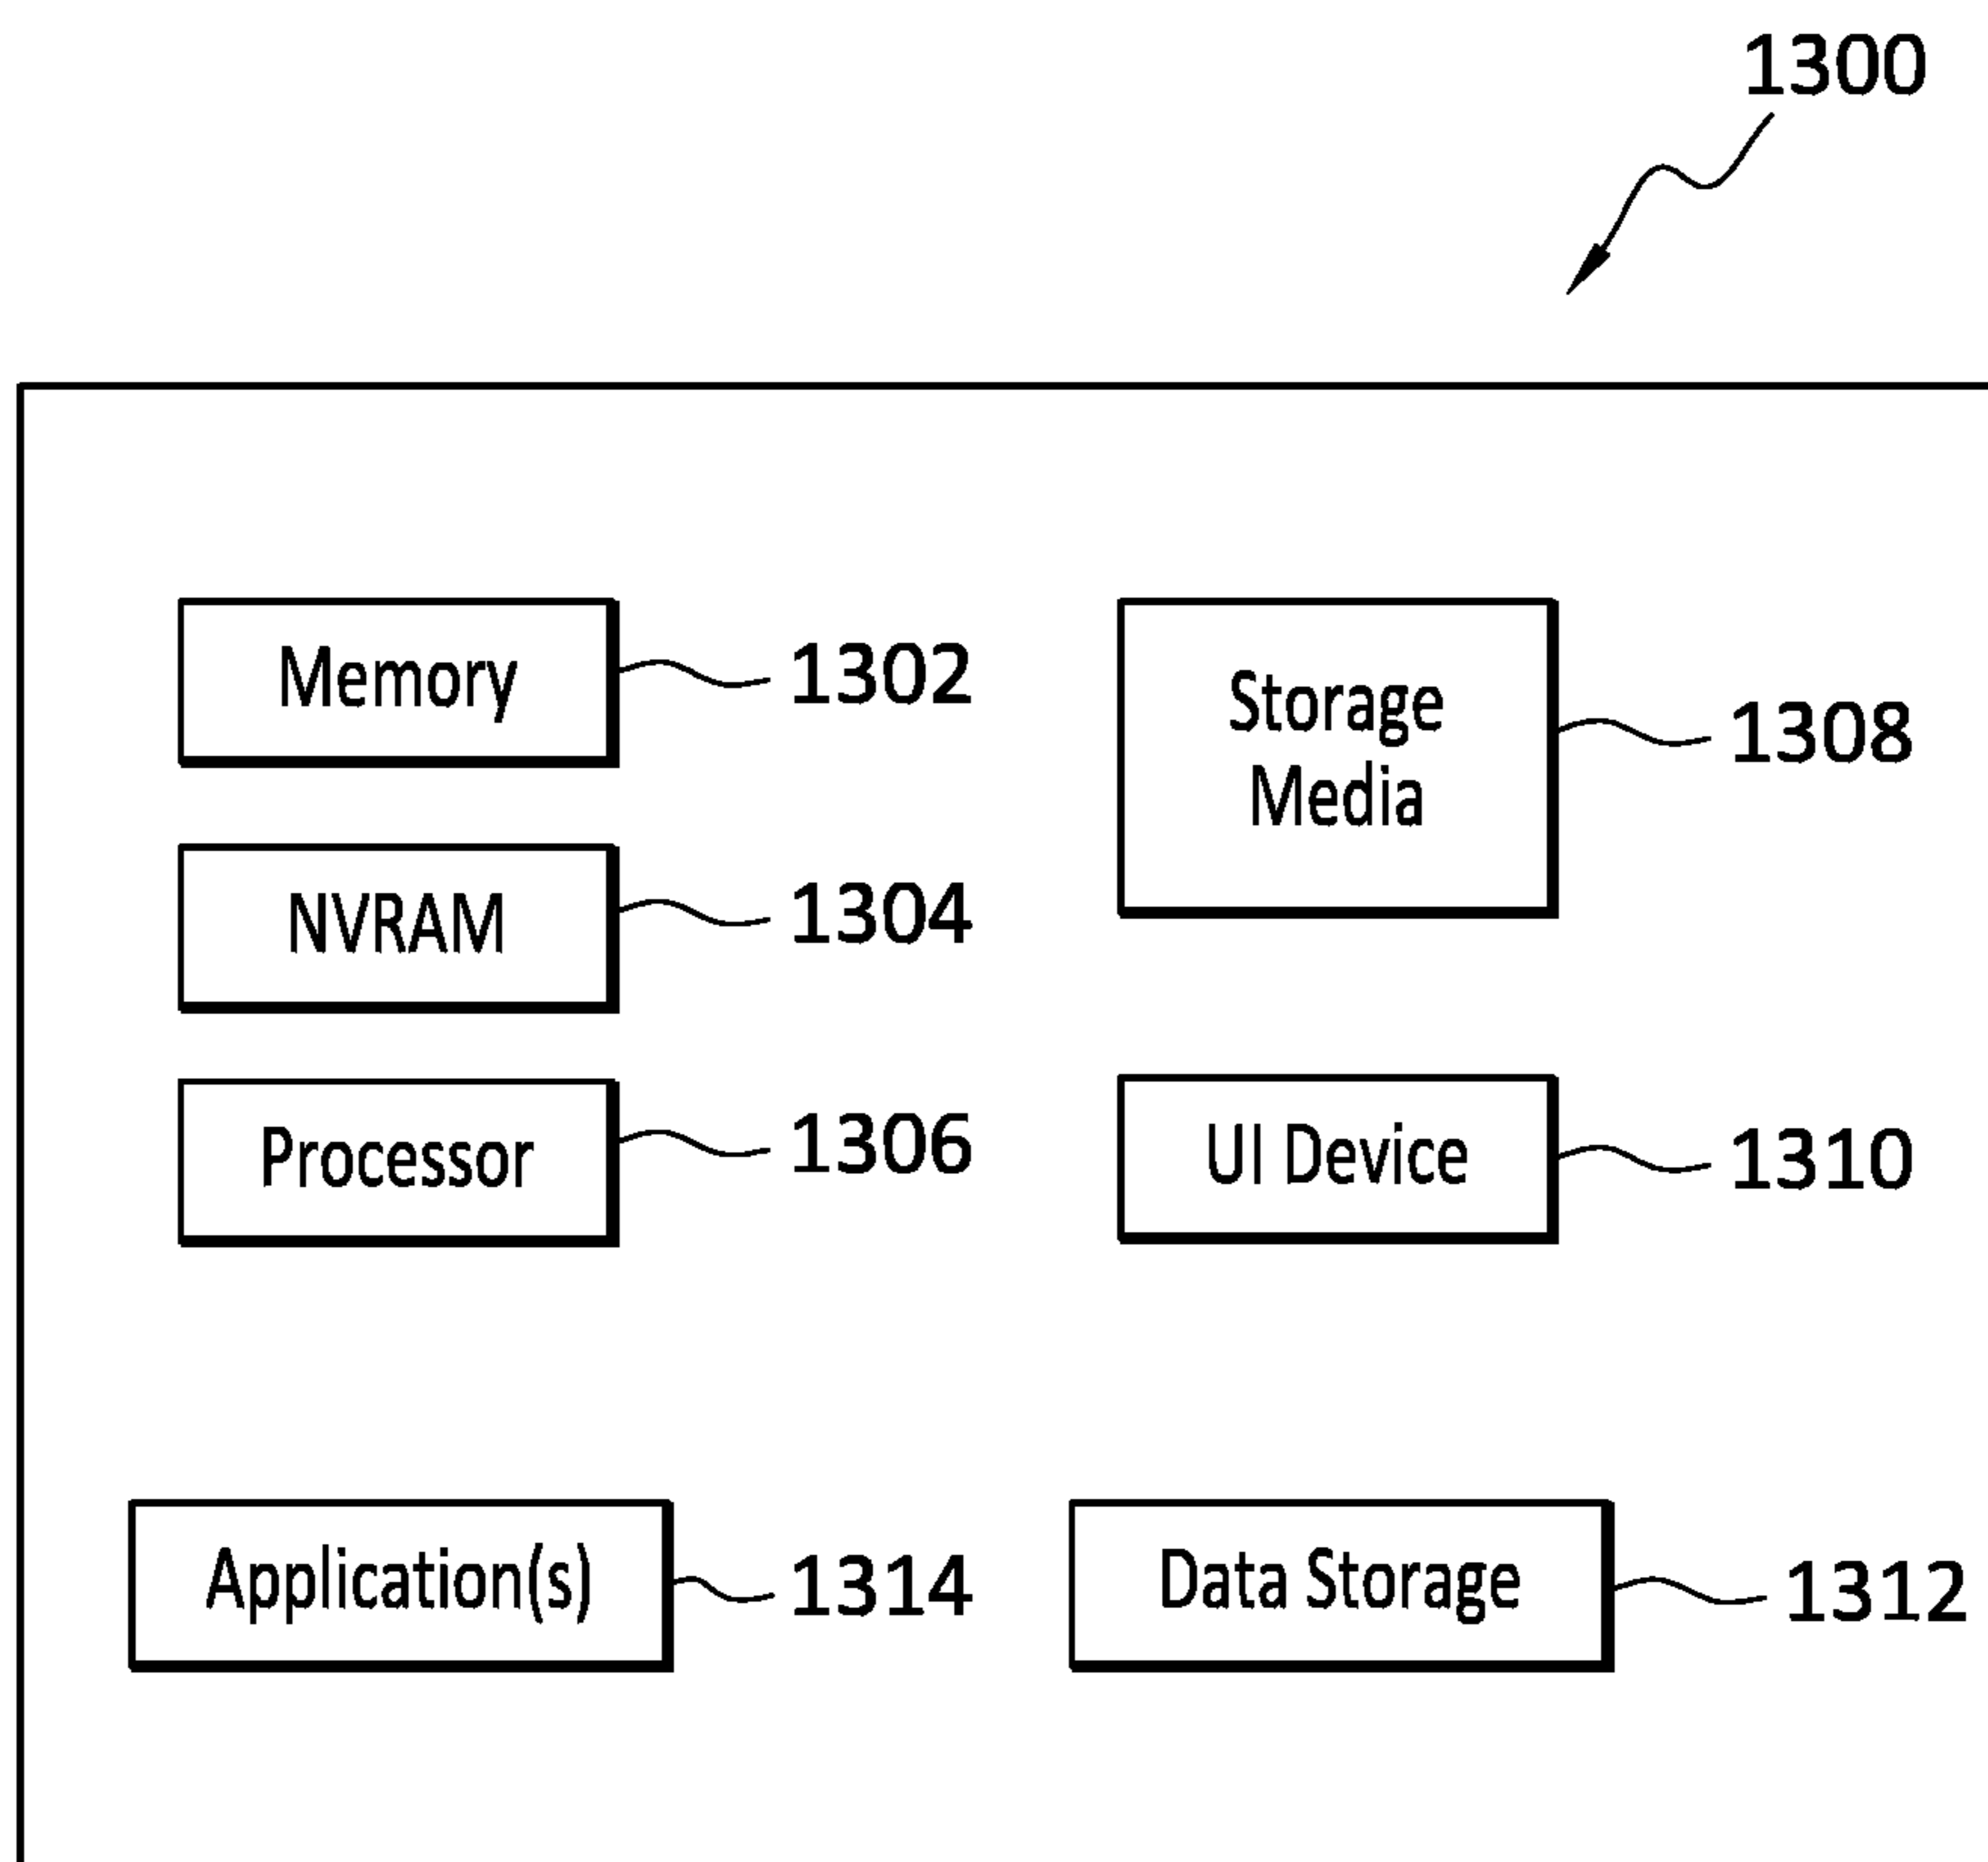 1300
Memory
1302
Storage
Media
1308
NVRAM
1304
Processor
1306
UI Device
1310
Application(s)
1314
Data Storage
1312